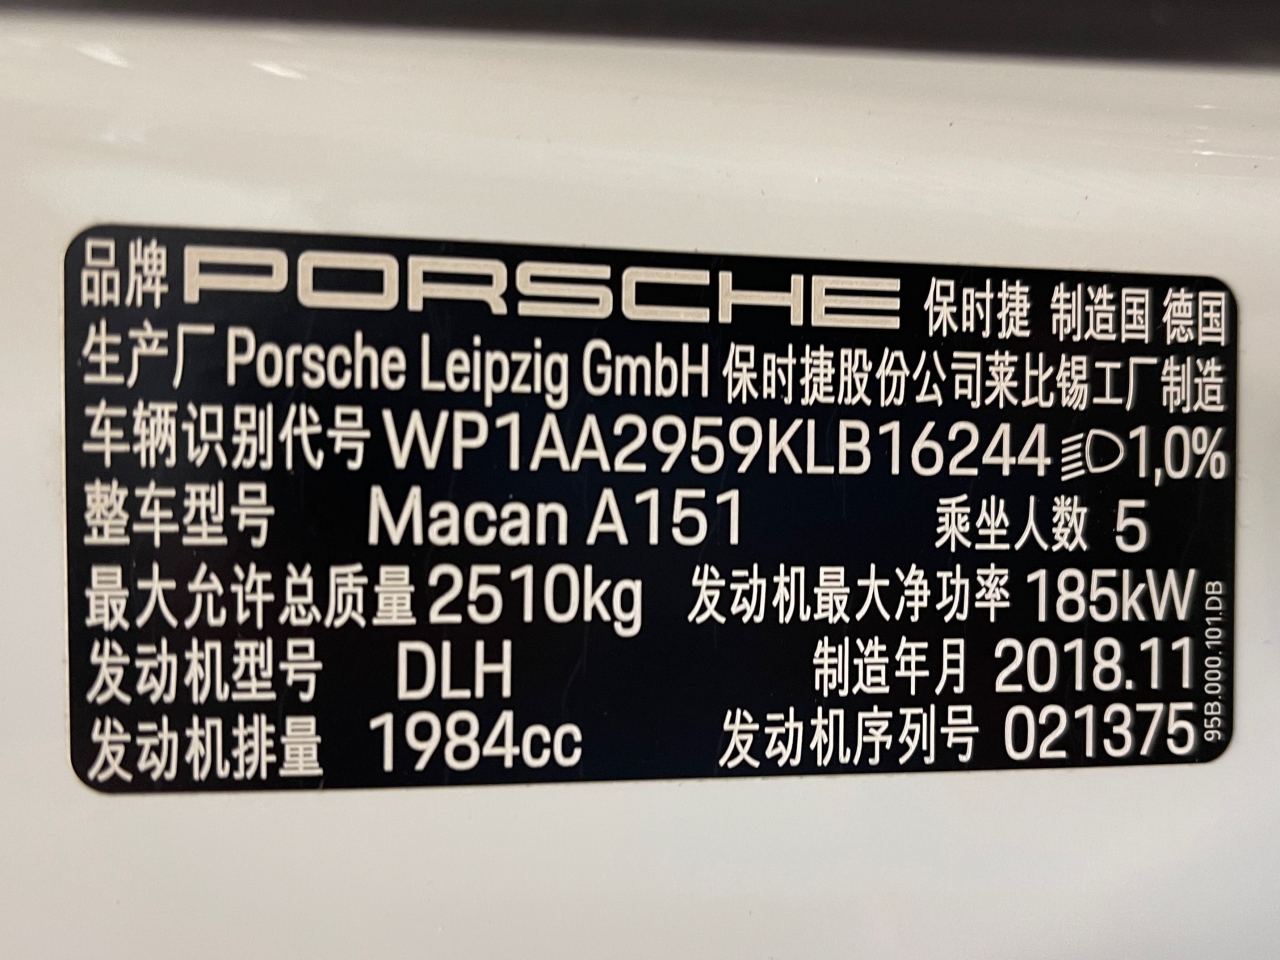 品牌 PORSCHE 保时捷 制造国 德国
生产厂 Porsche Leipzig GmbH 保时捷股份公司莱比锡工厂制造
车辆识别代号 WP1AA2959KLB16244 1,0%
整车型号 Macan A151 乘坐人数 5
最大允许总质量 2510kg 发动机最大净功率 185kW
发动机型号 DLH 制造年月 2018.11
发动机排量 1984cc 发动机序列号 021375
95B.000.101.DB